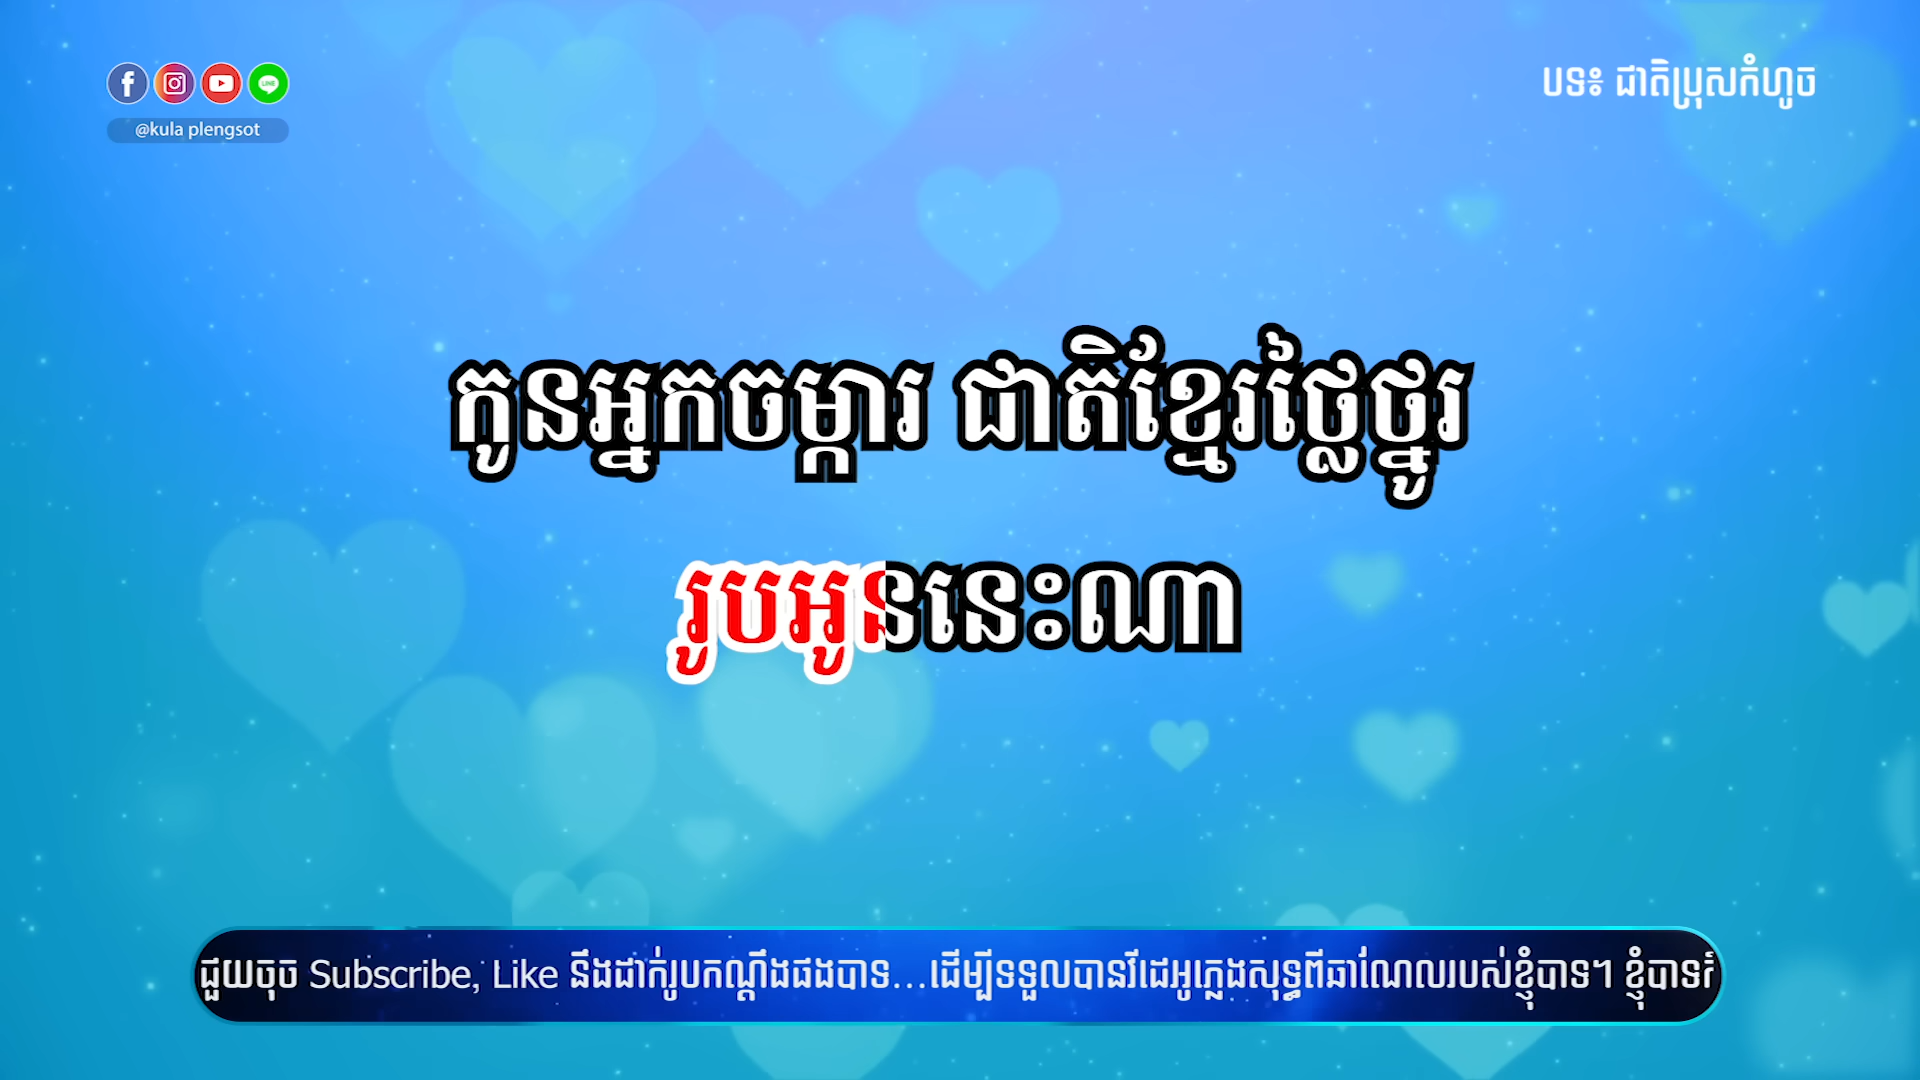 LINE
@kula plengsot
បទ៖ ជាតិប្រុសកំហូច
កូនអ្នកចម្ការ ជាតិខ្មែរថ្លៃថ្នូរ
រូបអូននេះណា
ជួយចុច Subscribe, Like នឹងដាក់រូបកណ្ដឹងផងបាទ...ដើម្បីទទួលបានវីដេអូភ្លេងសុទ្ធពីឆាណែលរបស់ខ្ញុំបាទ។ ខ្ញុំបាទ